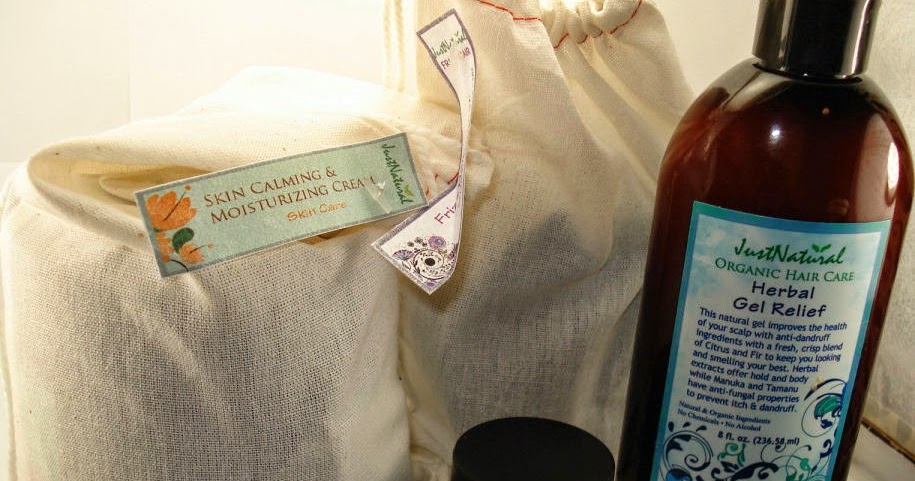 JustNatural
SKIN CALMING &
MOISTURIZING CREAM
Skin Care
JustNatural
JustNatural
ORGANIC HAIR CARE
Herbal
Gel Relief
This natural gel improves the health
of your scalp with anti-dandruff
ingredients with a fresh, crisp blend
of Citrus and Fir to keep you looking
and smelling your best. Herbal
extracts offer hold and body
while Manuka and Tamanu
have anti-fungal properties
to prevent itch & dandruff.
Natural & Organic Ingredients
No Chemicals • No Alcohol
8 fl. oz. (236.58 ml)